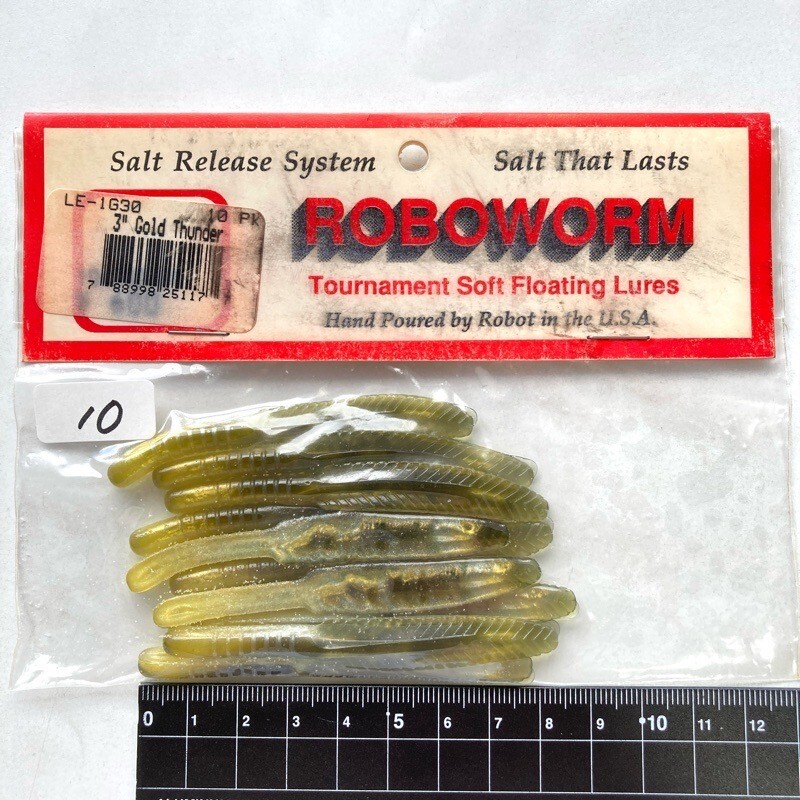 Salt Release System
Salt That Lasts
LE-1G30 10 PK
3" Gold Thunder
7 88998 25117
ROBOWORM
Tournament Soft Floating Lures
Hand Poured by Robot in the U.S.A.
10
0 1 2 3 4 5 6 7 8 9 10 11 12